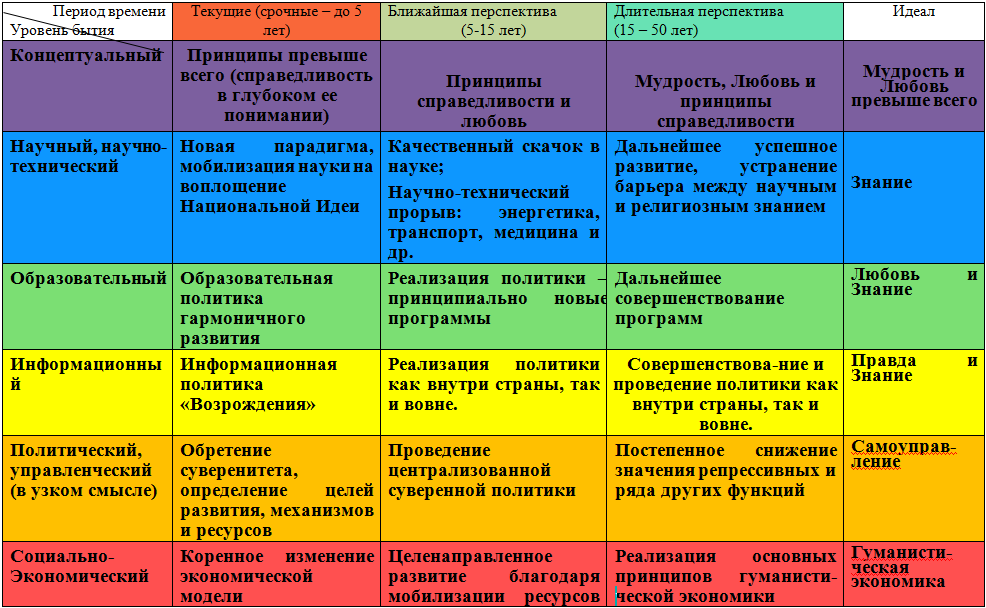 Период времени
Уровень бытия
Текущие (срочные – до 5
лет)
Ближайшая перспектива
(5-15 лет)
Длительная перспектива
(15 – 50 лет)
Идеал
Концептуальный
Принципы превыше
всего (справедливость
в глубоком ее
понимании)
Принципы
справедливости и
любовь
Мудрость, Любовь и
принципы
справедливости
Мудрость и
Любовь
превыше всего
Научный, научно-
технический
Новая парадигма,
мобилизация науки на
воплощение
Национальной Идеи
Качественный скачок в
науке;
Научно-технический
прорыв: энергетика,
транспорт, медицина и
др.
Дальнейшее успешное
развитие, устранение
барьера между научным
и религиозным знанием
Знание
Образовательный
Образовательная
политика
гармоничного
развития
Реализация политики –
принципиально новые
программы
Дальнейшее
совершенствование
программ
Любовь и
Знание
Информационны
й
Информационная
политика
«Возрождения»
Реализация политики
как внутри страны, так
и вовне.
Совершенствова-ние и
проведение политики как
внутри страны, так и
вовне.
Правда и
Знание
Политический,
управленческий
(в узком смысле)
Обретение
суверенитета,
определение целей
развития, механизмов
и ресурсов
Проведение
централизованной
суверенной политики
Постепенное снижение
значения репрессивных и
ряда других функций
Самоуправ-
ление
Социально-
Экономический
Коренное изменение
экономической
модели
Целенаправленное
развитие благодаря
мобилизации ресурсов
Реализация основных
принципов гуманисти-
ческой экономики
Гуманисти-
ческая
экономика